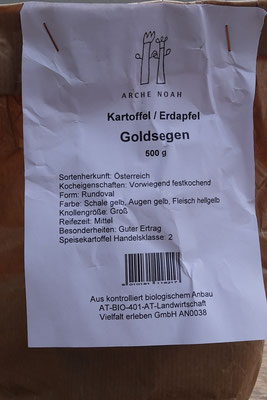 ARCHE NOAH
Kartoffel / Erdapfel
Goldsegen
500 g
Sortenherkunft: Österreich
Kocheigenschaften: Vorwiegend festkochend
Form: Rundoval
Farbe: Schale gelb, Augen gelb, Fleisch hellgelb
Knollengröße: Groß
Reifezeit: Mittel
Besonderheiten: Guter Ertrag
Speisekartoffel Handelsklasse: 2
Aus kontrolliert biologischem Anbau
AT-BIO-401-AT-Landwirtschaft
Vielfalt erleben GmbH AN0038